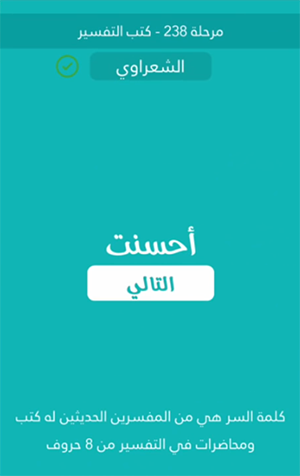 مرحلة 238 - كتب التفسير
الشعراوي
أحسنت
التالي
كلمة السر هي من المفسرين الحديثين له كتب
ومحاضرات في التفسير من 8 حروف